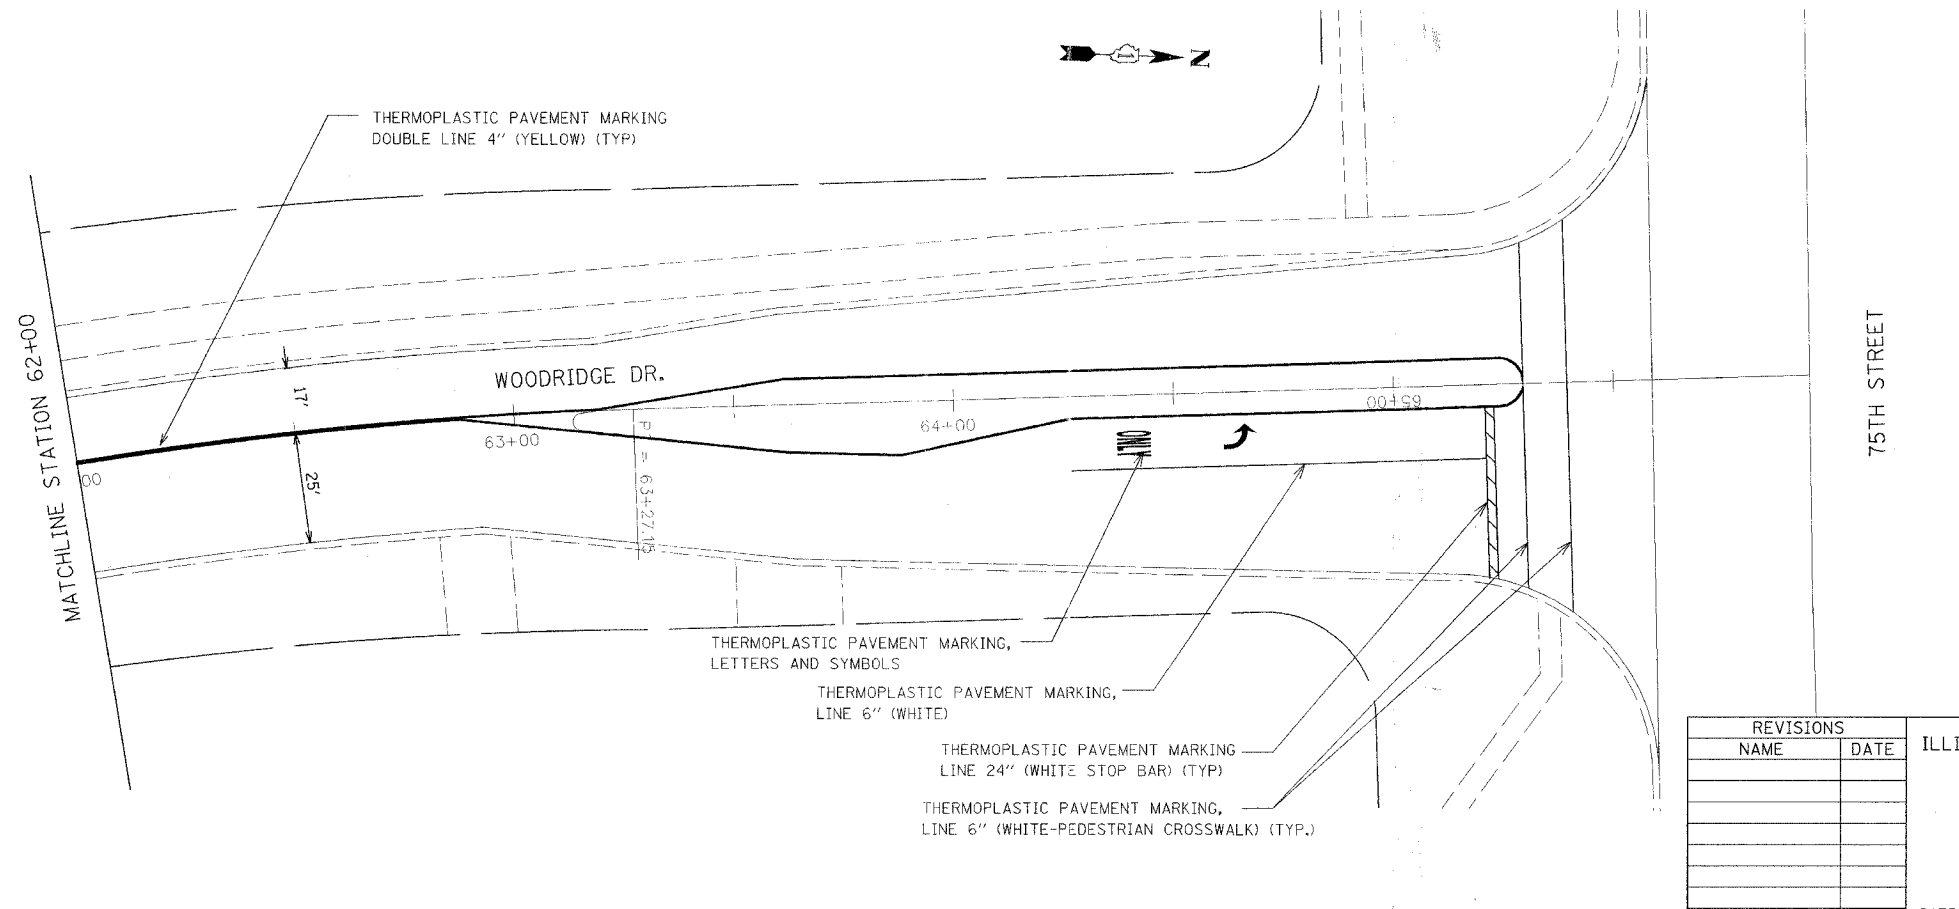 N
THERMOPLASTIC PAVEMENT MARKING
DOUBLE LINE 4" (YELLOW) (TYP)
MATCHLINE STATION 62+00
00
17'
25'
WOODRIDGE DR.
63+00
64+00
65+00
= 63+27.15
ONLY
75TH STREET
THERMOPLASTIC PAVEMENT MARKING,
LETTERS AND SYMBOLS
THERMOPLASTIC PAVEMENT MARKING,
LINE 6" (WHITE)
THERMOPLASTIC PAVEMENT MARKING
LINE 24" (WHITE STOP BAR) (TYP)
THERMOPLASTIC PAVEMENT MARKING,
LINE 6" (WHITE-PEDESTRIAN CROSSWALK) (TYP.)
REVISIONS
NAME DATE
ILLI